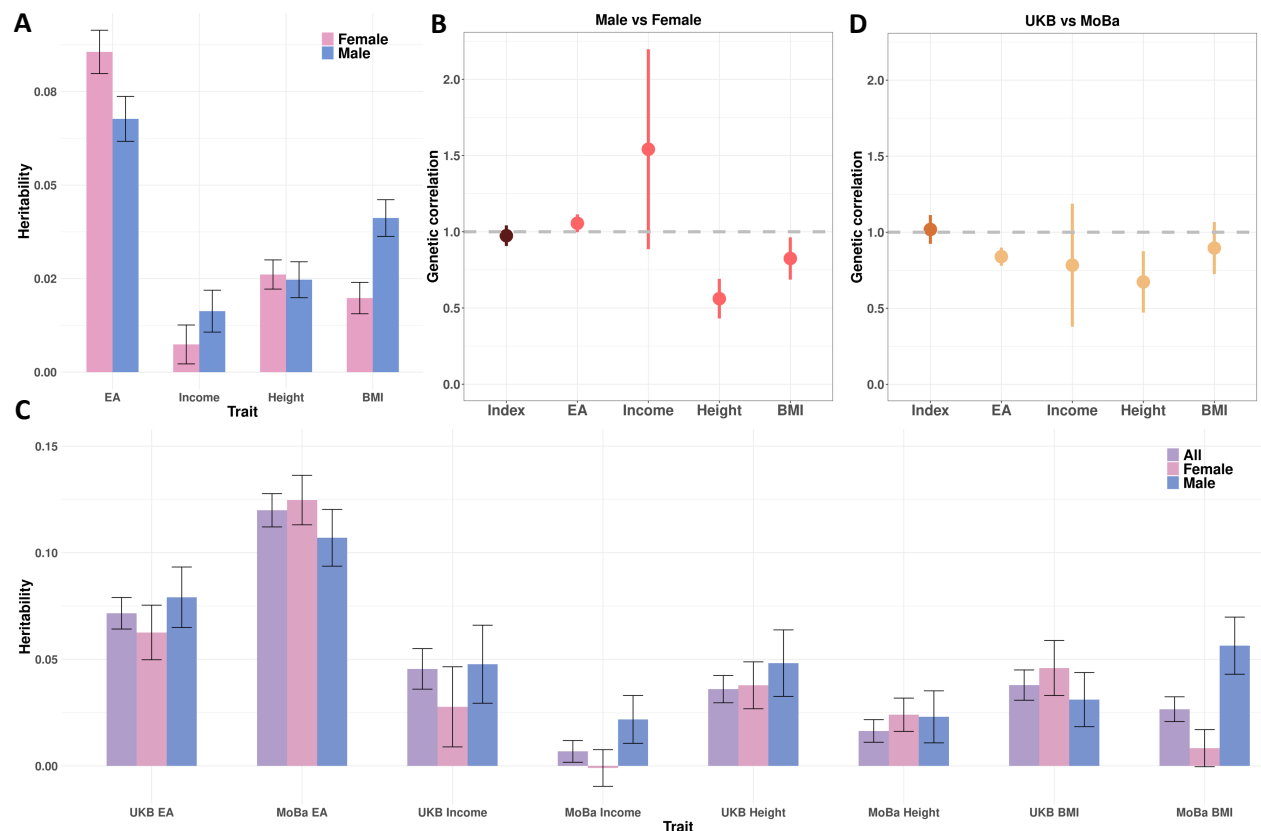 A
Female
Male
Heritability
0.08
0.05
0.02
0.00
EA
Income
Height
BMI
Trait
B
Male vs Female
Genetic correlation
2.0
1.5
1.0
0.5
0.0
Index
EA
Income
Height
BMI
D
UKB vs MoBa
Genetic correlation
2.0
1.5
1.0
0.5
0.0
Index
EA
Income
Height
BMI
C
All
Female
Male
Heritability
0.15
0.10
0.05
0.00
UKB EA
MoBa EA
UKB Income
MoBa Income
UKB Height
MoBa Height
UKB BMI
MoBa BMI
Trait